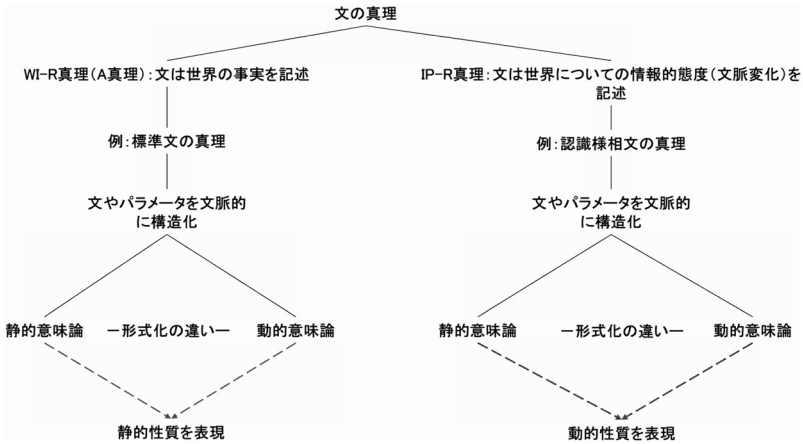 文の真理
WI-R真理(A真理):文は世界の事実を記述
IP-R真理:文は世界についての情報的態度(文脈変化)を
記述
例:標準文の真理
例:認識様相文の真理
文やパラメータを文脈的
に構造化
文やパラメータを文脈的
に構造化
静的意味論 ー形式化の違いー 動的意味論
静的意味論 ー形式化の違いー 動的意味論
静的性質を表現
動的性質を表現